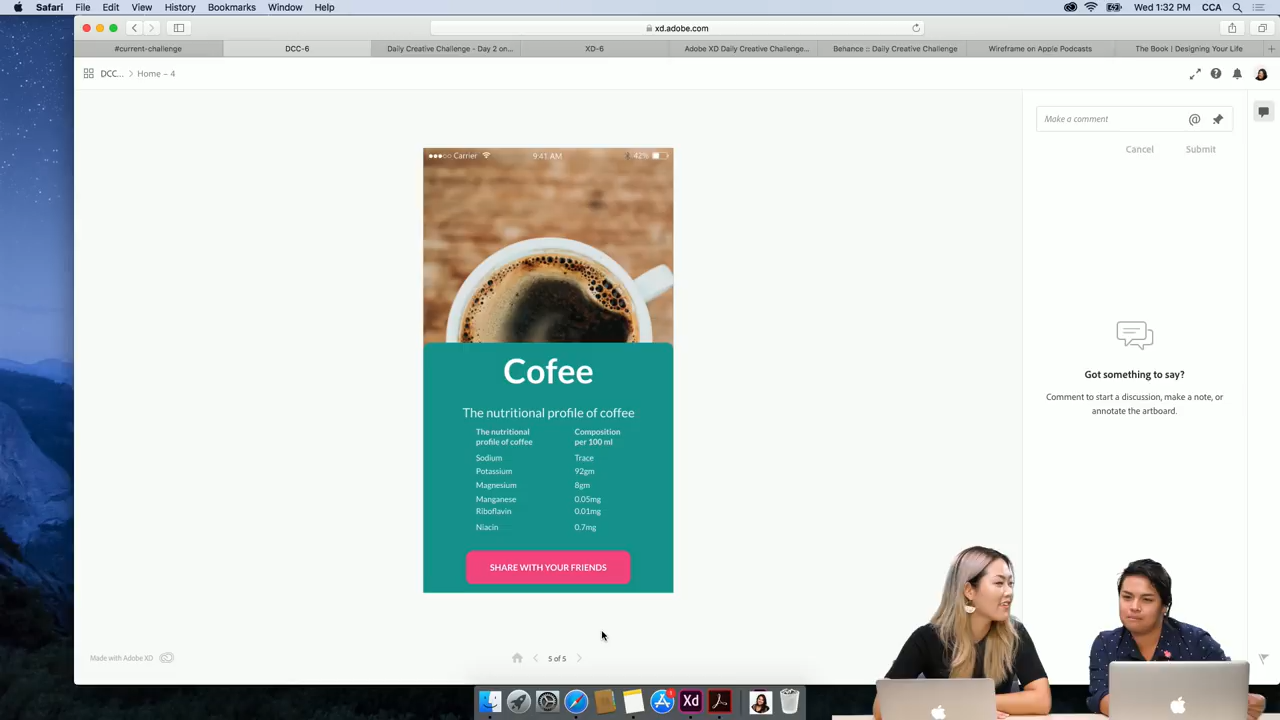 Safari File Edit View History Bookmarks Window Help
Wed 1:32 PM CCA
xd.adobe.com
#current-challenge
DCC-6
Daily Creative Challenge - Day 2 on...
XD-6
Adobe XD Daily Creative Challenge...
Behance :: Daily Creative Challenge
Wireframe on Apple Podcasts
The Book | Designing Your Life
DCC... > Home – 4
Make a comment
@
Cancel Submit
Carrier 9:41 AM 42%
Cofee
The nutritional profile of coffee
The nutritional
profile of coffee
Composition
per 100 ml
Sodium Trace
Potassium 92gm
Magnesium 8gm
Manganese 0.05mg
Riboflavin 0.01mg
Niacin 0.7mg
SHARE WITH YOUR FRIENDS
Got something to say?
Comment to start a discussion, make a note, or
annotate the artboard.
Made with Adobe XD
5 of 5
Xd